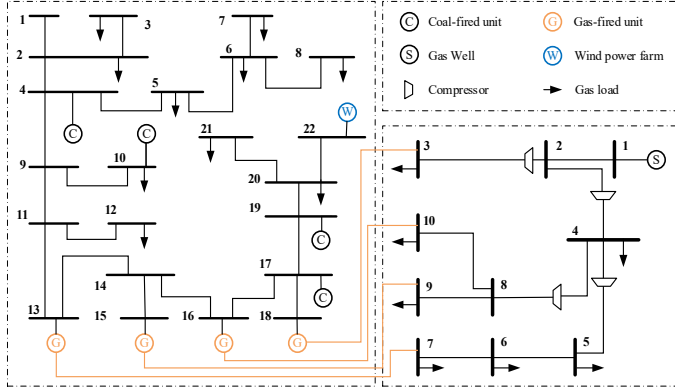 1 3 7
C Coal-fired unit G Gas-fired unit
2 6 8
S Gas Well W Wind power farm
4 5
Compressor Gas load
W
C C 21 22
3 2 1
S
9 10 20
19
11 12 10 4
C
14 17
9 8
C
13 15 16 18
G G G G
7 6 5